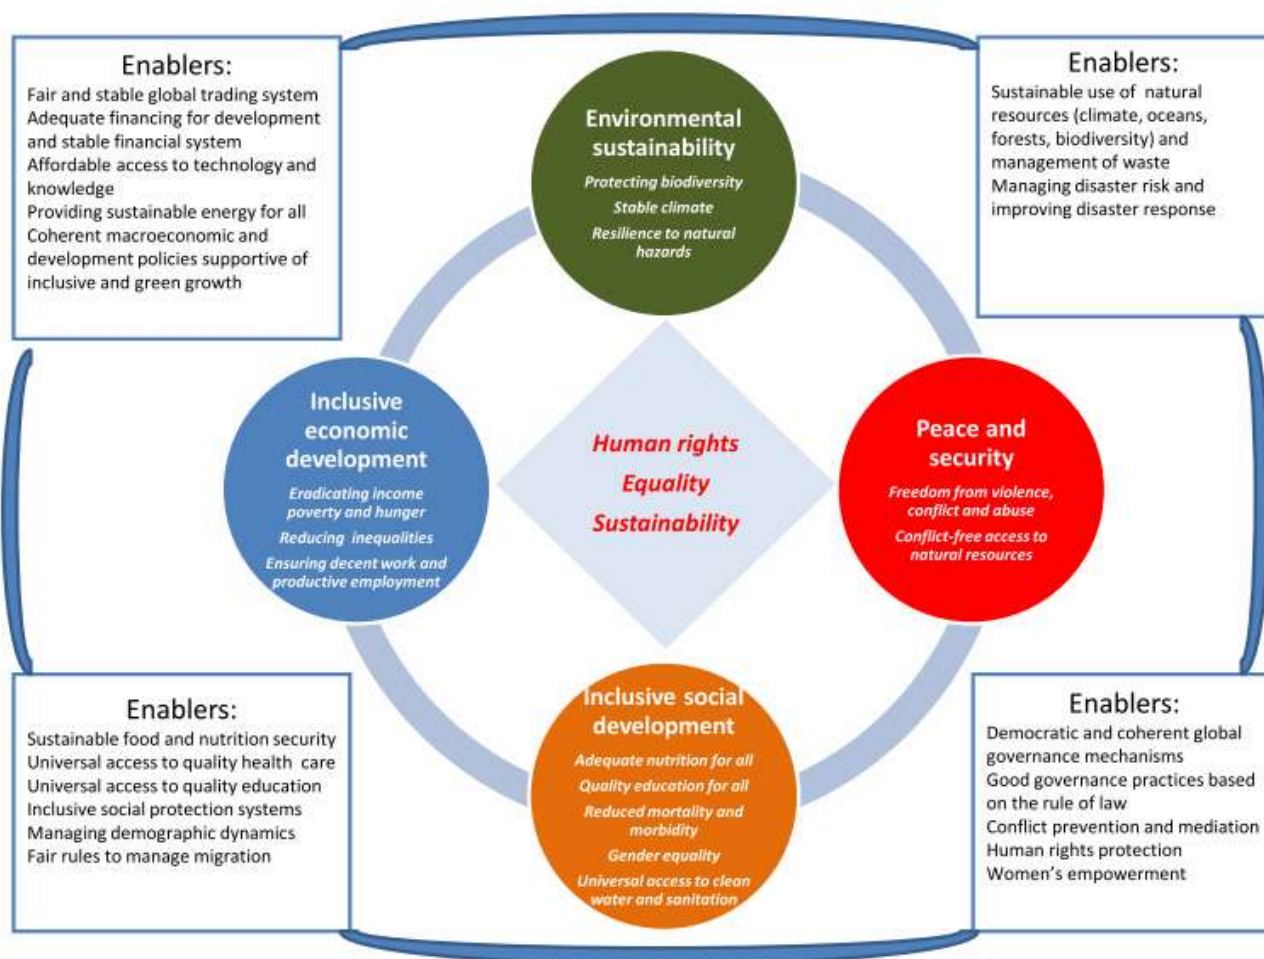 Enablers:
Fair and stable global trading system
Adequate financing for development
and stable financial system
Affordable access to technology and
knowledge
Providing sustainable energy for all
Coherent macroeconomic and
development policies supportive of
inclusive and green growth
Environmental
sustainability
Protecting biodiversity
Stable climate
Resilience to natural
hazards
Enablers:
Sustainable use of natural
resources (climate, oceans,
forests, biodiversity) and
management of waste
Managing disaster risk and
improving disaster response
Inclusive
economic
development
Eradicating income
poverty and hunger
Reducing inequalities
Ensuring decent work and
productive employment
Human rights
Equality
Sustainability
Peace and
security
Freedom from violence,
conflict and abuse
Conflict-free access to
natural resources
Enablers:
Sustainable food and nutrition security
Universal access to quality health care
Universal access to quality education
Inclusive social protection systems
Managing demographic dynamics
Fair rules to manage migration
Inclusive social
development
Adequate nutrition for all
Quality education for all
Reduced mortality and
morbidity
Gender equality
Universal access to clean
water and sanitation
Enablers:
Democratic and coherent global
governance mechanisms
Good governance practices based
on the rule of law
Conflict prevention and mediation
Human rights protection
Women's empowerment